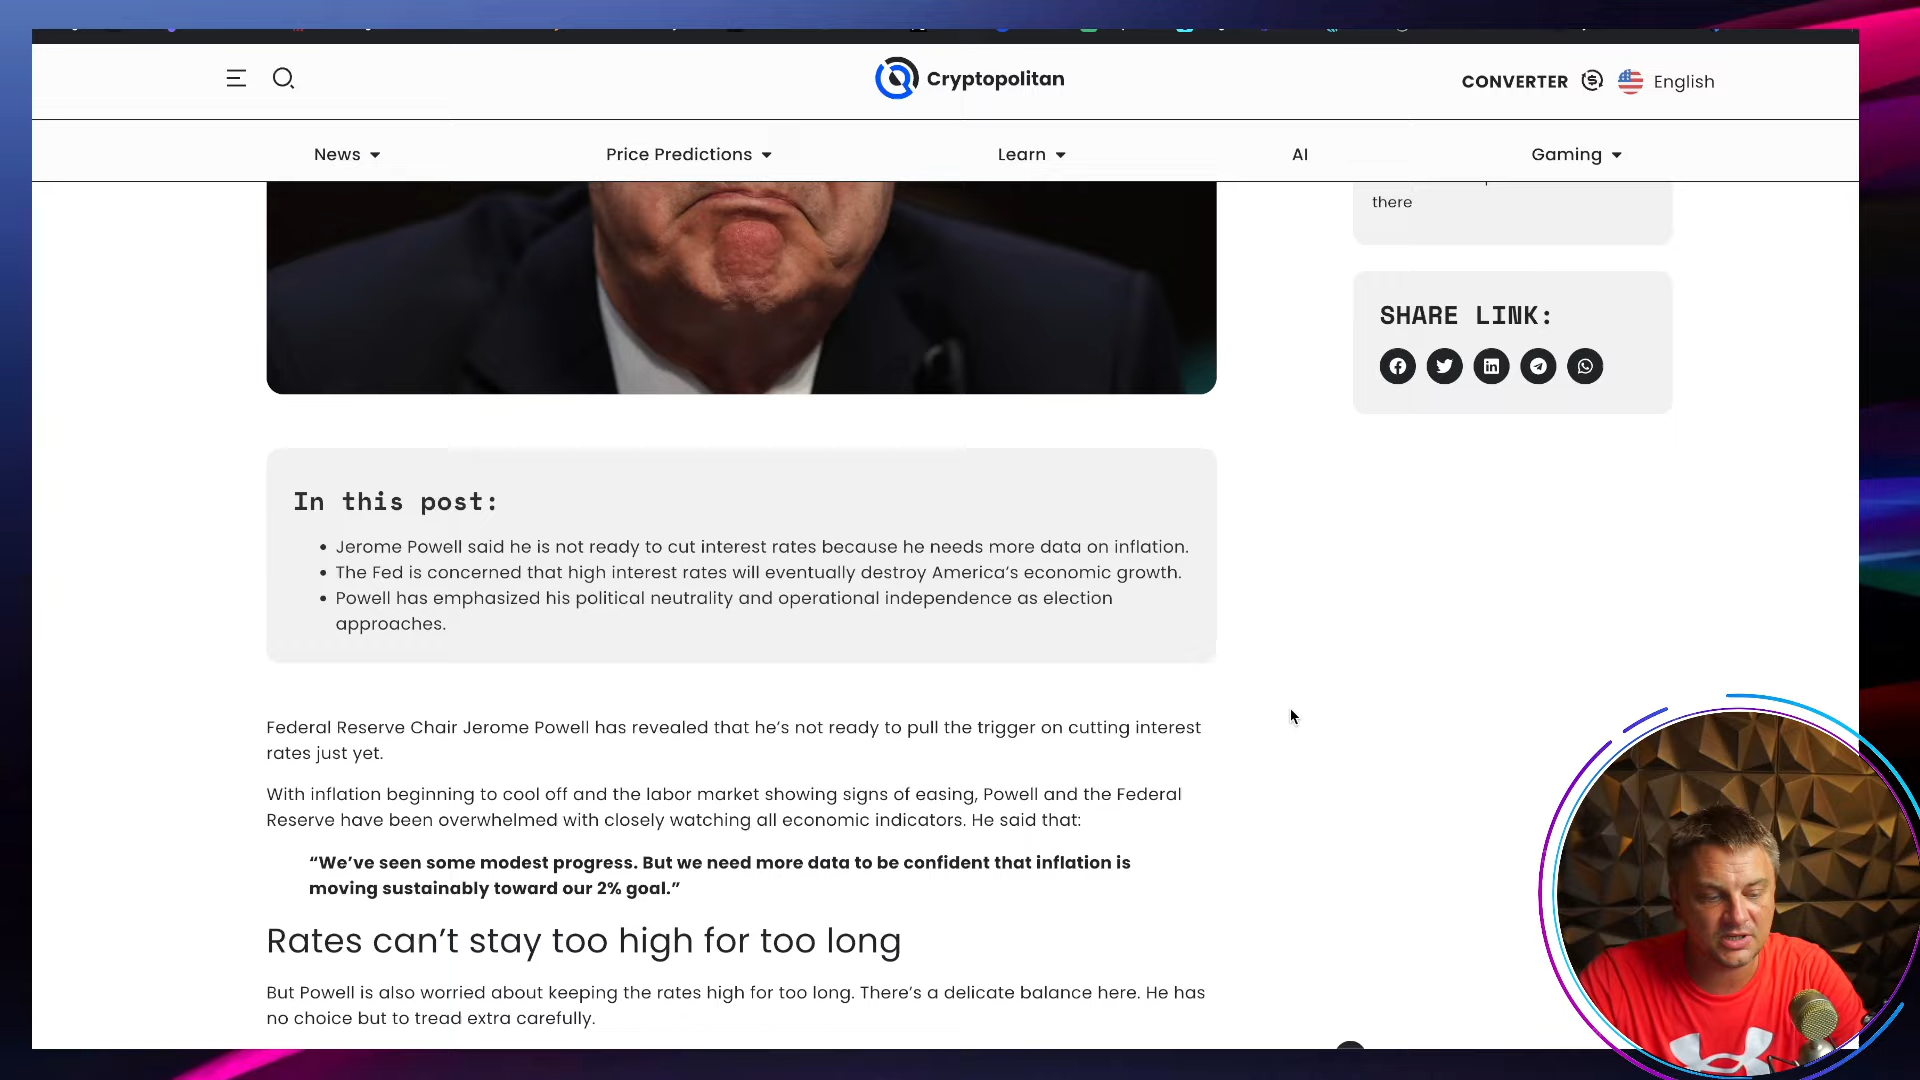 Cryptopolitan
CONVERTER
English
News
Price Predictions
Learn
AI
Gaming
there
SHARE LINK:
In this post:
• Jerome Powell said he is not ready to cut interest rates because he needs more data on inflation.
• The Fed is concerned that high interest rates will eventually destroy America’s economic growth.
• Powell has emphasized his political neutrality and operational independence as election
approaches.
Federal Reserve Chair Jerome Powell has revealed that he’s not ready to pull the trigger on cutting interest
rates just yet.
With inflation beginning to cool off and the labor market showing signs of easing, Powell and the Federal
Reserve have been overwhelmed with closely watching all economic indicators. He said that:
“We’ve seen some modest progress. But we need more data to be confident that inflation is
moving sustainably toward our 2% goal.”
Rates can’t stay too high for too long
But Powell is also worried about keeping the rates high for too long. There’s a delicate balance here. He has
no choice but to tread extra carefully.